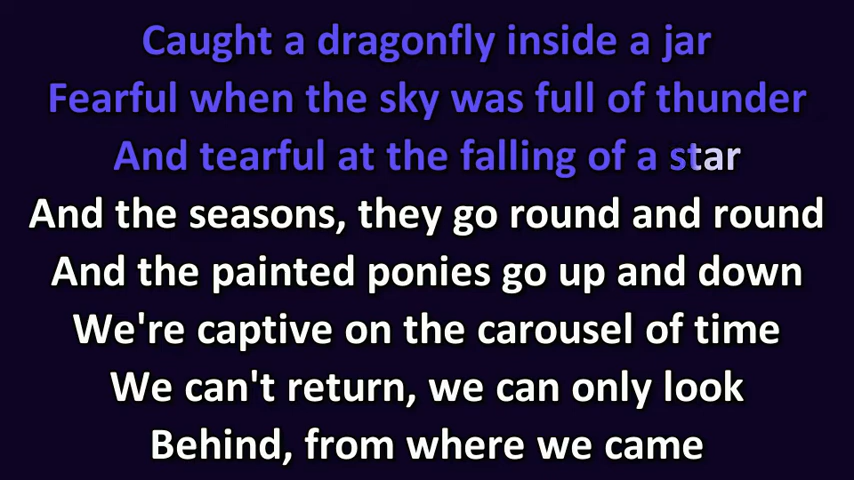 Caught a dragonfly inside a jar
Fearful when the sky was full of thunder
And tearful at the falling of a star
And the seasons, they go round and round
And the painted ponies go up and down
We're captive on the carousel of time
We can't return, we can only look
Behind, from where we came